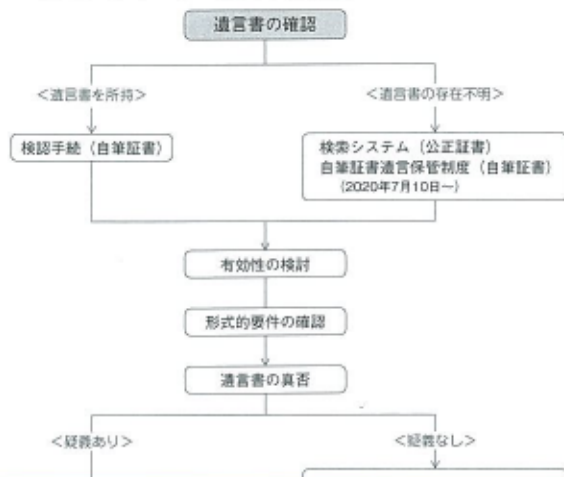 遺言書の確認
＜遺言書を所持＞
＜遺言書の存在不明＞
検認手続（自筆証書）
検索システム（公正証書）
自筆証書遺言保管制度（自筆証書）
（2020年7月10日～）
有効性の検討
形式的要件の確認
遺言書の真否
＜疑義あり＞
＜疑義なし＞